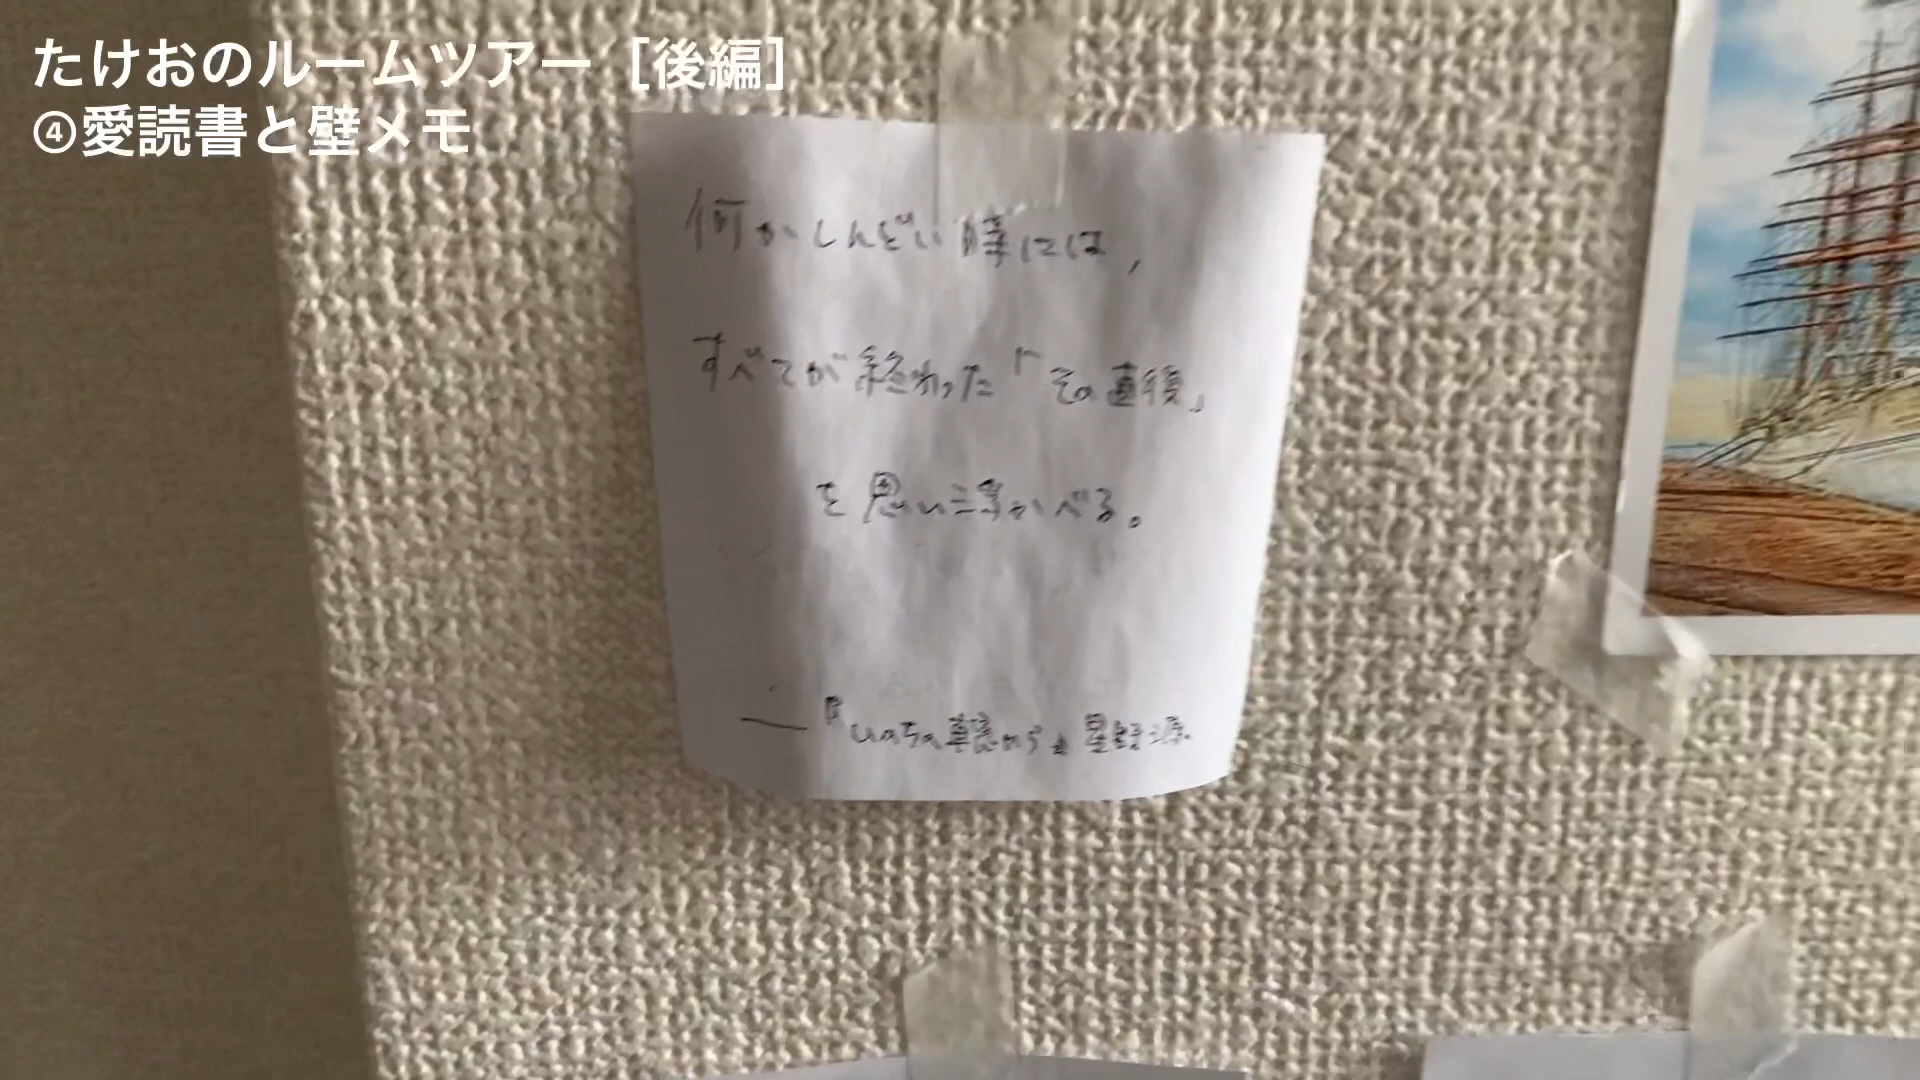 たけおのルームツアー［後編］
④愛読書と壁メモ
何かしんどい時には,
すべてが終わった「その直後」
を思い浮かべる。
―『いのちの車窓から』星野源